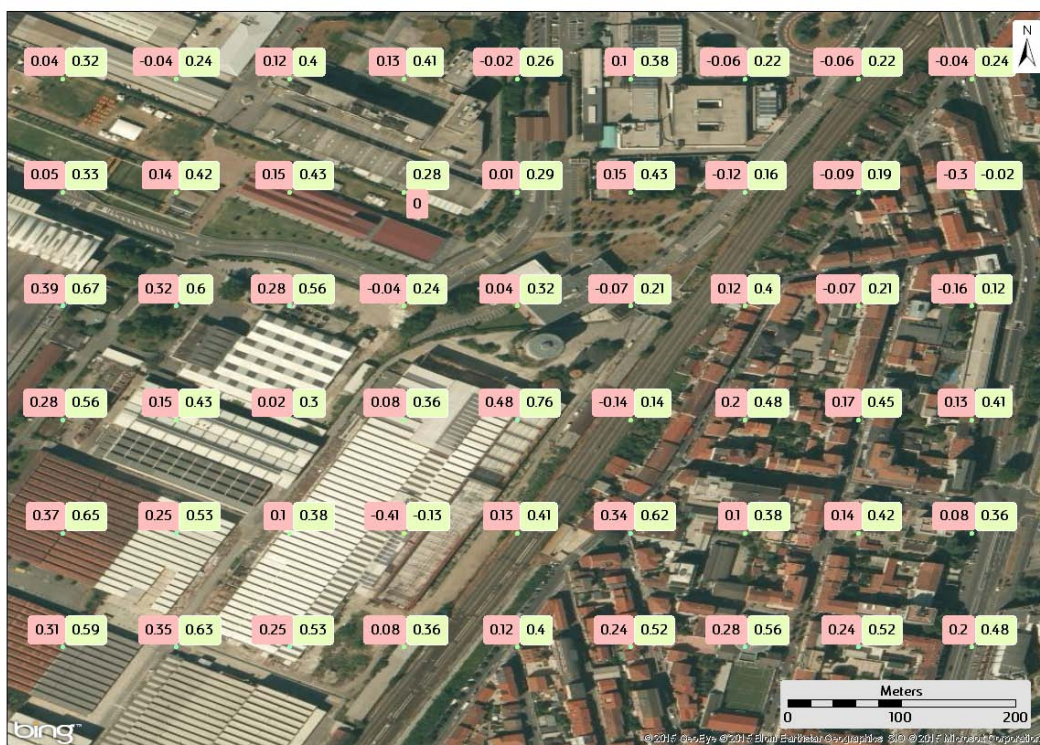 N
0.04 0.32 -0.04 0.24 0.12 0.4 0.13 0.41 -0.02 0.26 0.1 0.38 -0.06 0.22 -0.06 0.22 -0.04 0.24
0.05 0.33 0.14 0.42 0.15 0.43 0.28 0.01 0.29 0.15 0.43 -0.12 0.16 -0.09 0.19 -0.3 -0.02
0
0.39 0.67 0.32 0.6 0.28 0.56 -0.04 0.24 0.04 0.32 -0.07 0.21 0.12 0.4 -0.07 0.21 -0.16 0.12
0.28 0.56 0.15 0.43 0.02 0.3 0.08 0.36 0.48 0.76 -0.14 0.14 0.2 0.48 0.17 0.45 0.13 0.41
0.37 0.65 0.25 0.53 0.1 0.38 -0.41 -0.13 0.13 0.41 0.34 0.62 0.1 0.38 0.14 0.42 0.08 0.36
0.31 0.59 0.35 0.63 0.25 0.53 0.08 0.36 0.12 0.4 0.24 0.52 0.28 0.56 0.24 0.52 0.2 0.48
Meters
0 100 200
bing™
© 2015 GeoEye © 2015 Blom Earthstar Geographics SIO © 2015 Microsoft Corporation